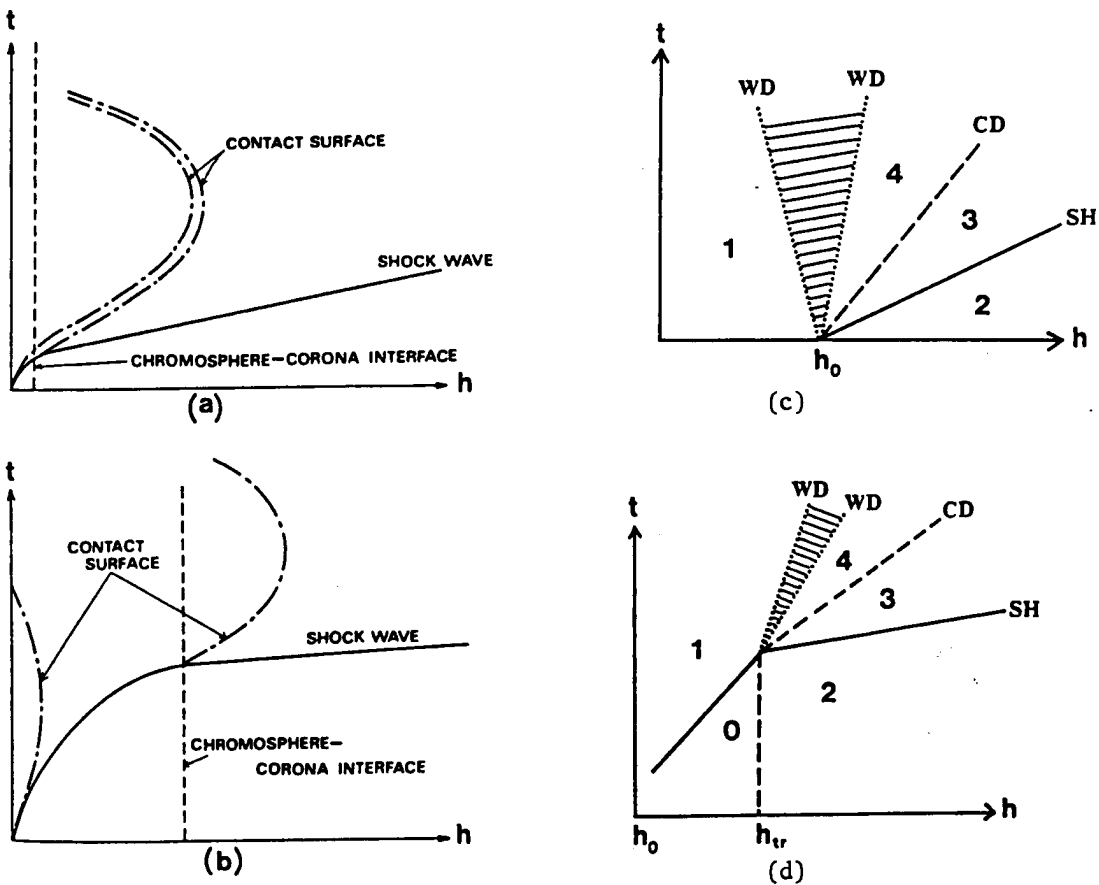 t
CONTACT SURFACE
SHOCK WAVE
CHROMOSPHERE-CORONA INTERFACE
h
(a)
t
CONTACT
SURFACE
SHOCK WAVE
CHROMOSPHERE-
CORONA INTERFACE
h
(b)
t
WD
WD
CD
4
3
SH
1
2
h
h₀
(c)
t
WD
WD
CD
4
3
SH
1
2
0
h
h₀
hₜᵣ
(d)